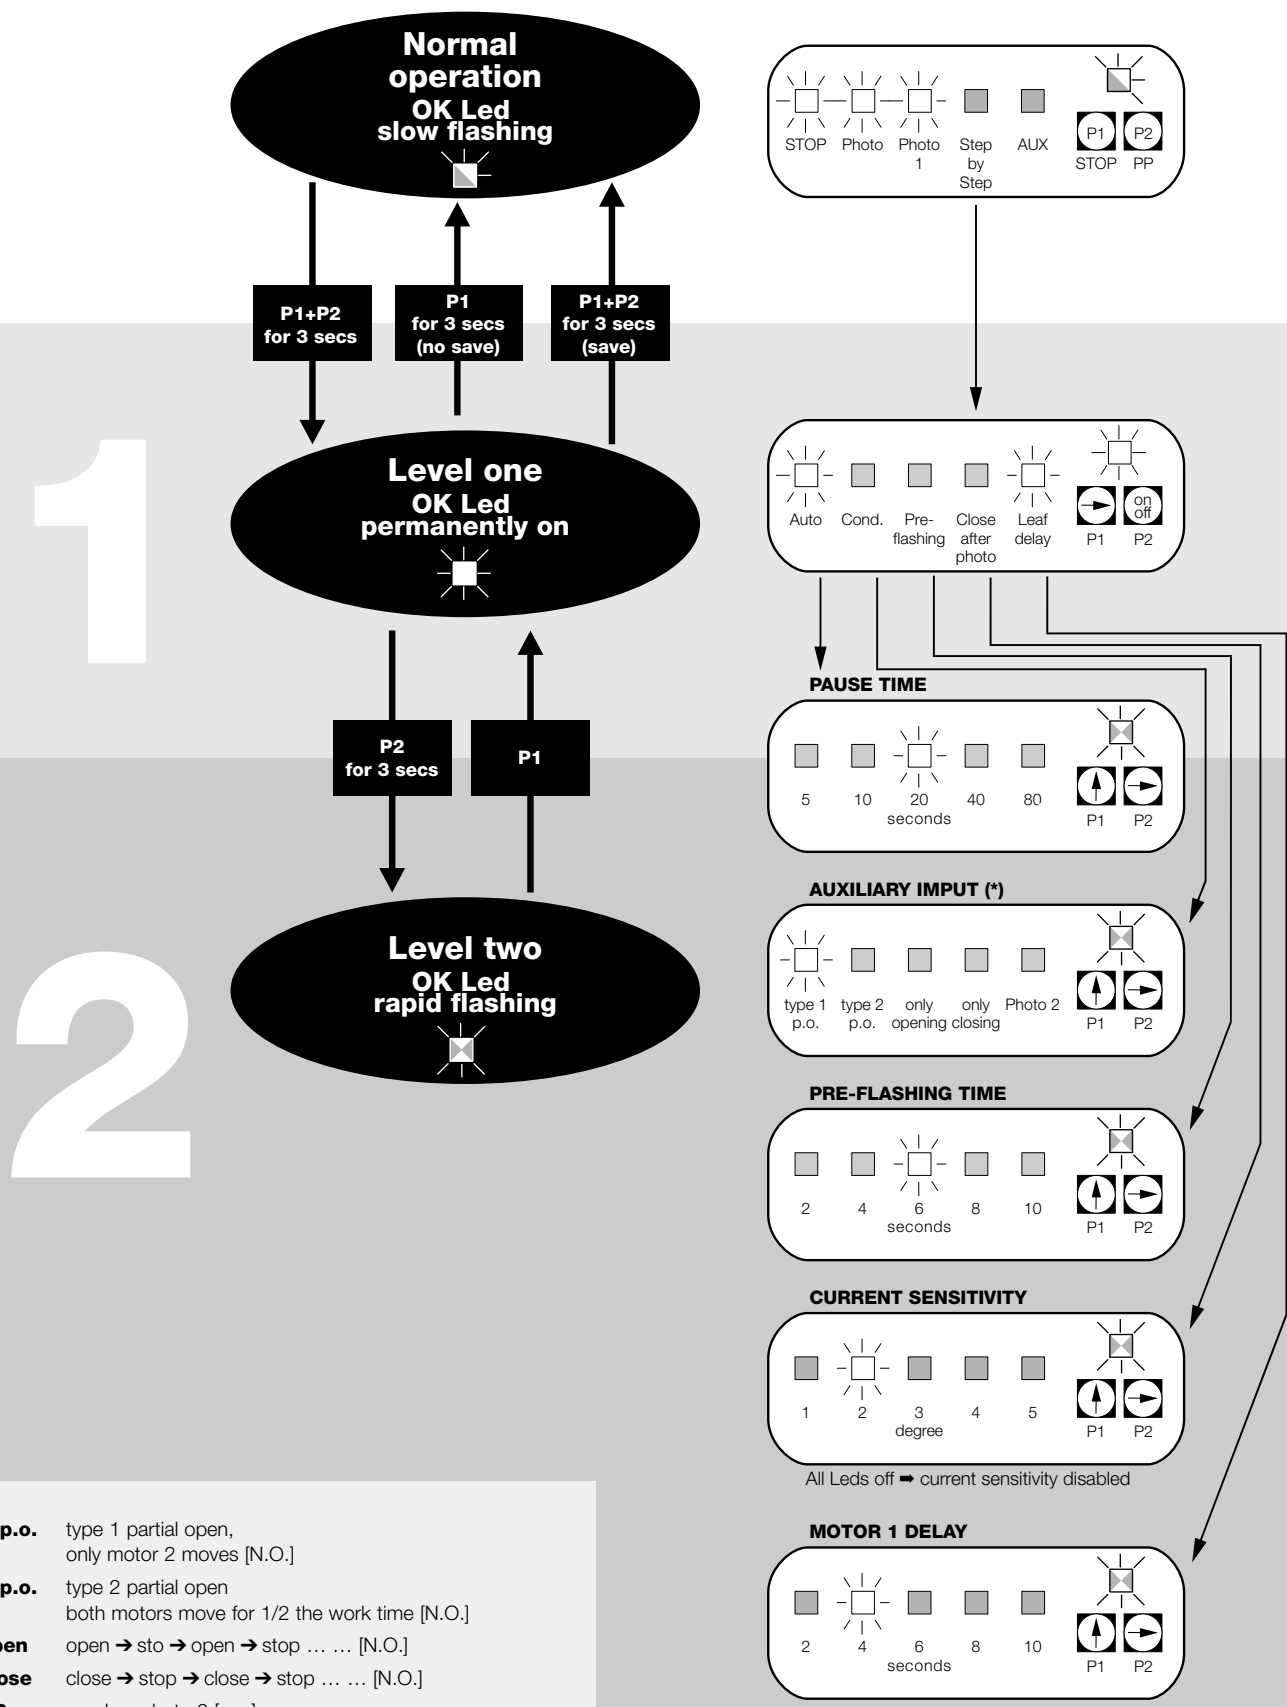 Normal
operation
OK Led
slow flashing
P1+P2
for 3 secs
P1
for 3 secs
(no save)
P1+P2
for 3 secs
(save)
1
Level one
OK Led
permanently on
P2
for 3 secs
P1
2
Level two
OK Led
rapid flashing
STOP Photo Photo 1 Step by Step AUX
P1 P2
STOP PP
Auto Cond. Pre-flashing Close after photo Leaf delay
on off
P1 P2
PAUSE TIME
5 10 20 40 80
seconds
P1 P2
AUXILIARY IMPUT (*)
type 1 p.o. type 2 p.o. only opening only closing Photo 2
P1 P2
PRE-FLASHING TIME
2 4 6 8 10
seconds
P1 P2
CURRENT SENSITIVITY
1 2 3 4 5
degree
P1 P2
All Leds off ➡ current sensitivity disabled
MOTOR 1 DELAY
2 4 6 8 10
seconds
P1 P2
p.o. type 1 partial open,
only motor 2 moves [N.O.]
p.o. type 2 partial open
both motors move for 1/2 the work time [N.O.]
open ➔ sto ➔ open ➔ stop … … [N.O.]
close ➔ stop ➔ close ➔ stop … … [N.O.]